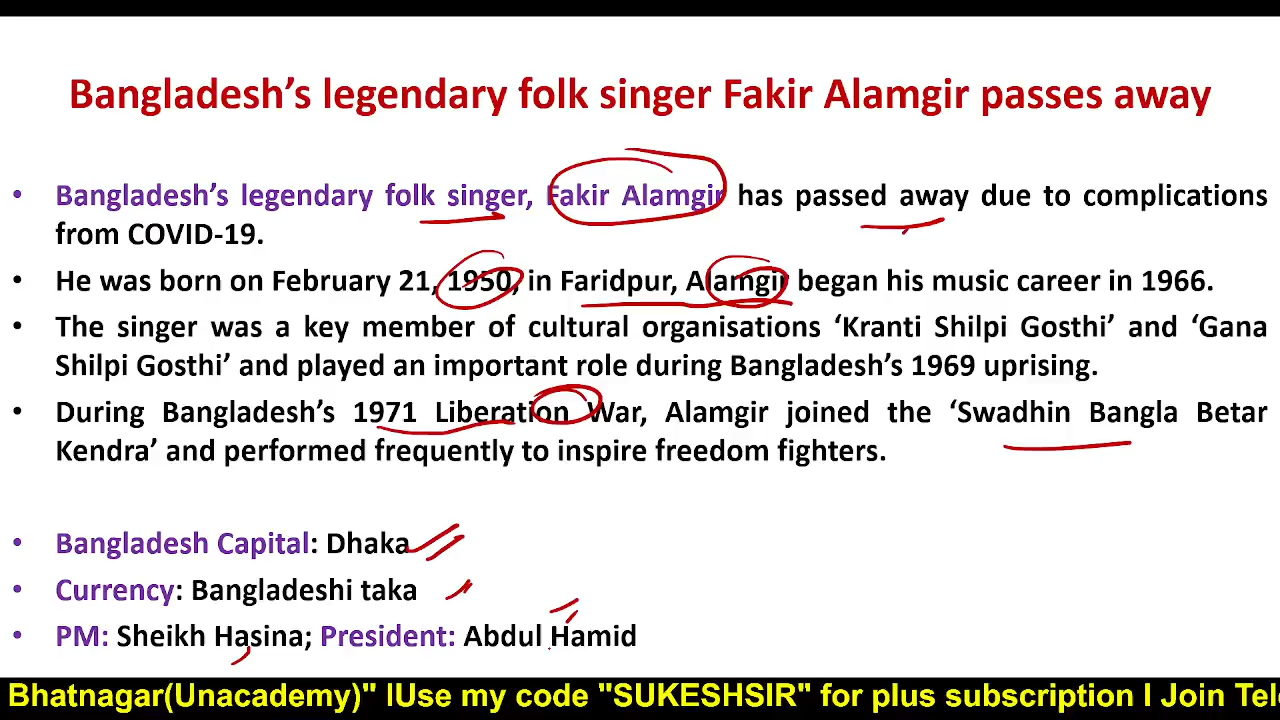 Bangladesh’s legendary folk singer Fakir Alamgir passes away
• Bangladesh’s legendary folk singer, Fakir Alamgir has passed away due to complications
from COVID-19.
• He was born on February 21, 1950, in Faridpur, Alamgir began his music career in 1966.
• The singer was a key member of cultural organisations ‘Kranti Shilpi Gosthi’ and ‘Gana
Shilpi Gosthi’ and played an important role during Bangladesh’s 1969 uprising.
• During Bangladesh’s 1971 Liberation War, Alamgir joined the ‘Swadhin Bangla Betar
Kendra’ and performed frequently to inspire freedom fighters.
• Bangladesh Capital: Dhaka
• Currency: Bangladeshi taka
• PM: Sheikh Hasina; President: Abdul Hamid
Bhatnagar(Unacademy)" lUse my code "SUKESHSIR" for plus subscription I Join Tel